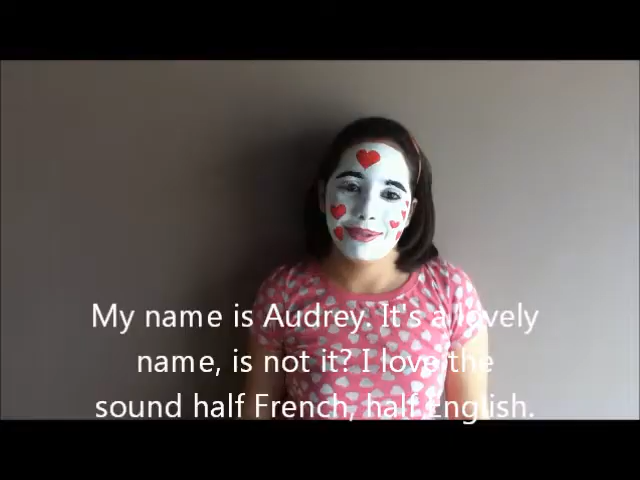 My name is Audrey. It's a lovely
name, is not it? I love the
sound half French, half English.